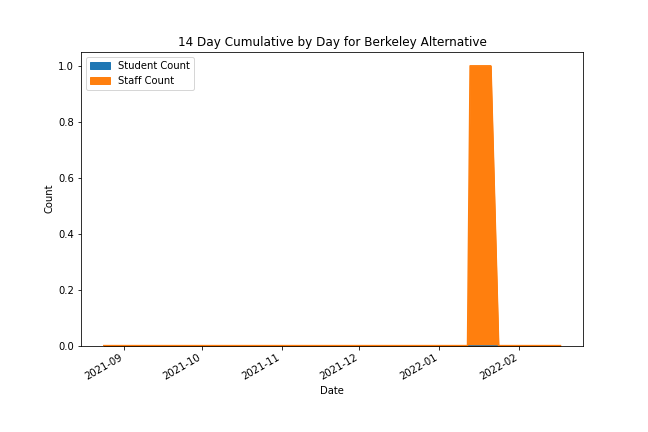 14 Day Cumulative by Day for Berkeley Alternative
Student Count
Staff Count
1.0
0.8
0.6
0.4
0.2
0.0
Count
2021-09
2021-10
2021-11
2021-12
2022-01
2022-02
Date